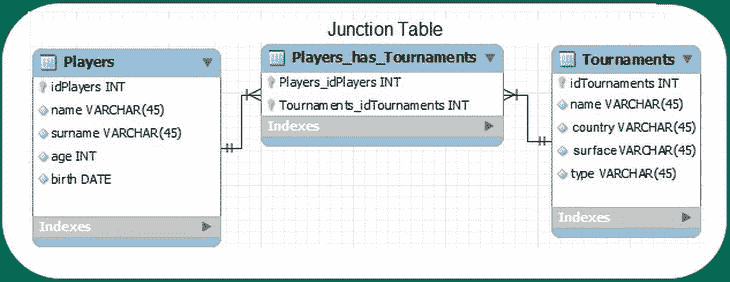 Junction Table
Players
idPlayers INT
name VARCHAR(45)
surname VARCHAR(45)
age INT
birth DATE
Indexes
Players_has_Tournaments
Players_idPlayers INT
Tournaments_idTournaments INT
Indexes
Tournaments
idTournaments INT
name VARCHAR(45)
country VARCHAR(45)
surface VARCHAR(45)
type VARCHAR(45)
Indexes